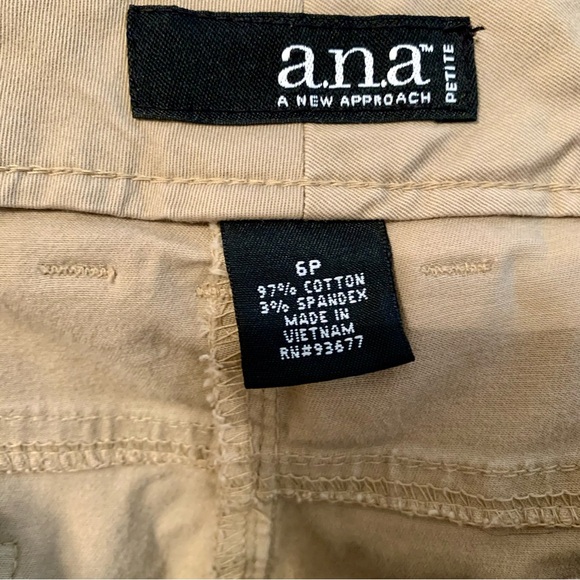 a.n.a™
A NEW APPROACH
PETITE
6P
97% COTTON
3% SPANDEX
MADE IN
VIETNAM
RN#93677